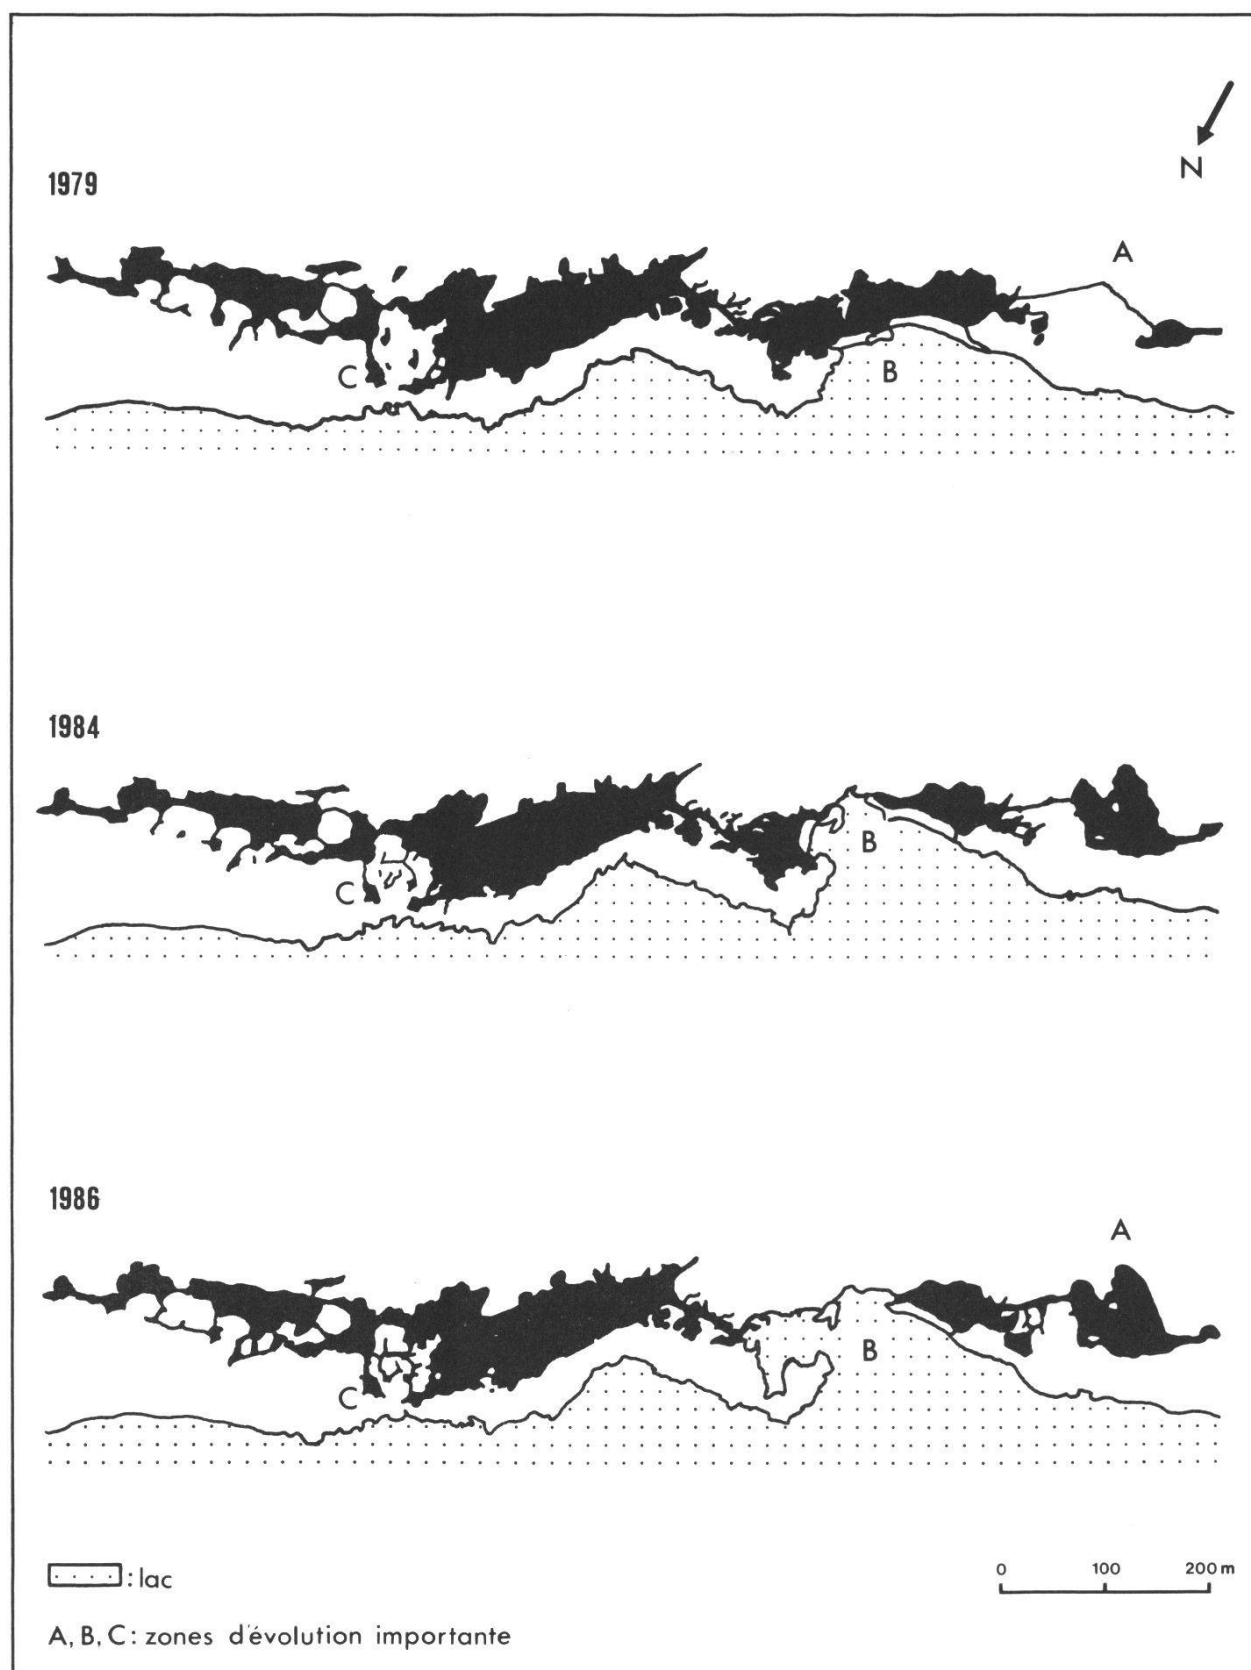 N
1979
A
C
B
1984
B
C
1986
A
B
C
0 100 200 m
: lac
A, B, C: zones d'évolution importante